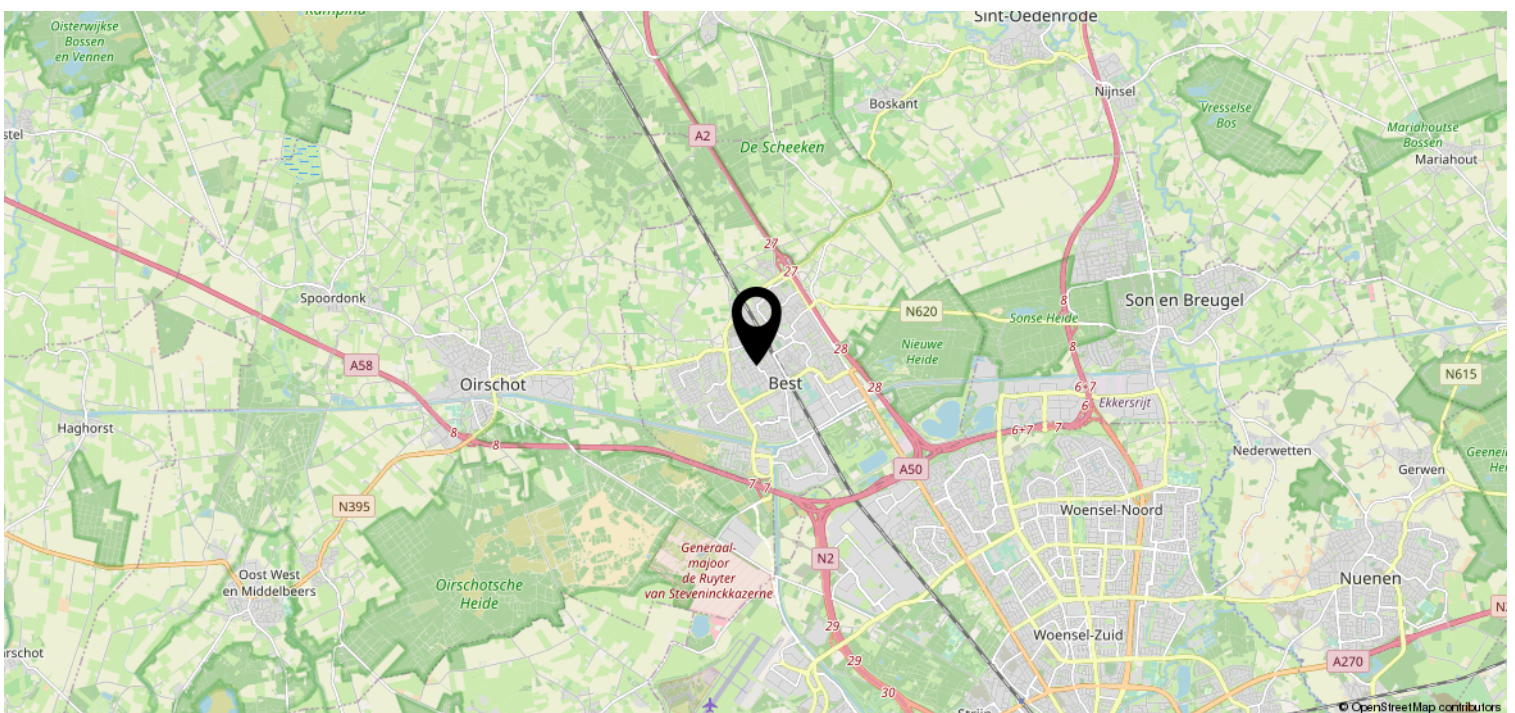 Kampina
Sint-Oedenrode
Oisterwijkse
Bossen
en Vennen
Nijnsel
Boskant
Vresselse
Bos
Mariahoutse
Bossen
Mariahout
stel
A2
De Scheeken
27
27
Spoordonk
8
Son en Breugel
N620
Sonse Heide
Nieuwe
Heide
28
8
A58
N615
Oirschot
Best
28
6+7
Ekkersrijt
6
Haghorst
8
8
6+7
7
A50
Nederwetten
Gerwen
7
7
N395
Woensel-Noord
Generaal-
majoor
de Ruyter
van Steveninckkazerne
N2
Oost West
en Middelbeers
Oirschotsche
Heide
Nuenen
29
Woensel-Zuid
rschot
29
A270
30
© OpenStreetMap contributors